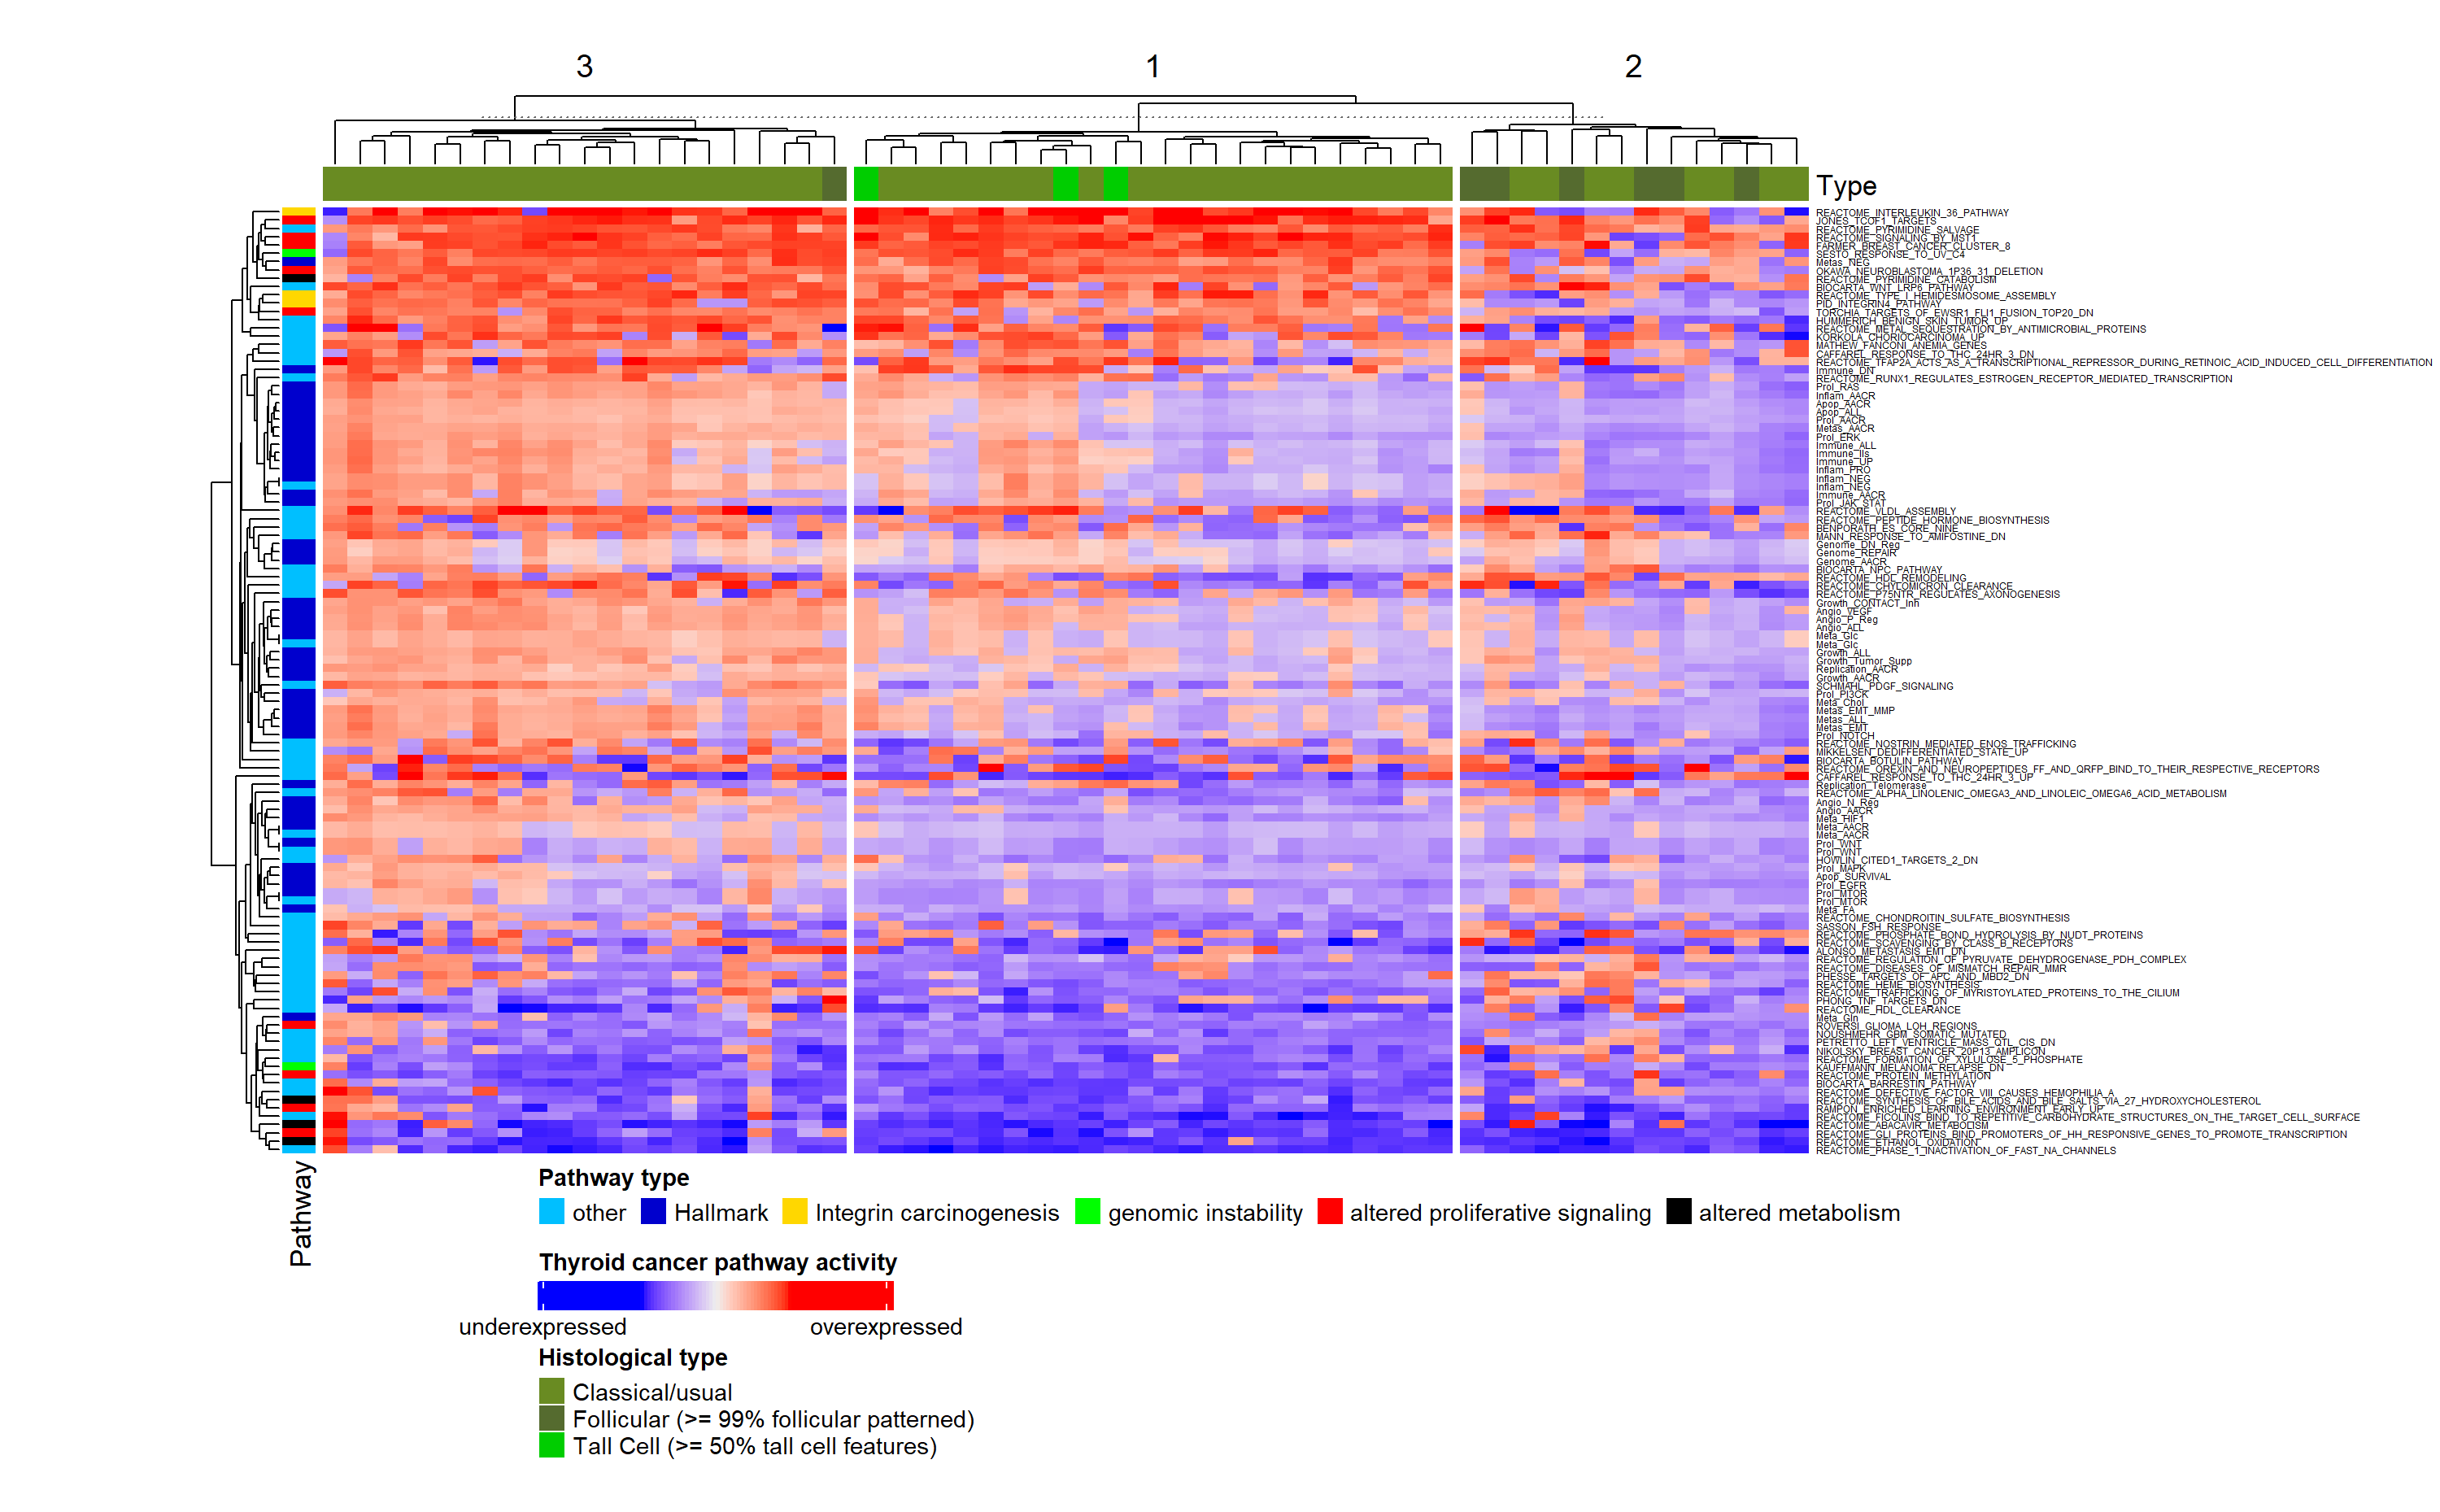 3 1 2
Type
REACTOME_INTERLEUKIN_36_PATHWAY
JONES_TCOF1_TARGETS
REACTOME_PYRIMIDINE_SALVAGE
REACTOME_SIGNALING_BY_MST1
FARMER_BREAST_CANCER_CLUSTER_8
SESTO_RESPONSE_TO_UV_C4
Metas_NEG
OKAWA_NEUROBLASTOMA_1P36_31_DELETION
REACTOME_PYRIMIDINE_CATABOLISM
BIOCARTA_WNT_LRP6_PATHWAY
REACTOME_TYPE_I_HEMIDESMOSOME_ASSEMBLY
PID_INTEGRIN4_PATHWAY
TORCHIA_TARGETS_OF_EWSR1_FLI1_FUSION_TOP20_DN
HUMMERICH_BENIGN_SKIN_TUMOR_UP
REACTOME_METAL_SEQUESTRATION_BY_ANTIMICROBIAL_PROTEINS
KORKOLA_CHORIOCARCINOMA_UP
MATHEW_FANCONI_ANEMIA_GENES
CAFFAREL_RESPONSE_TO_THC_24HR_3_DN
REACTOME_TFAP2A_ACTS_AS_A_TRANSCRIPTIONAL_REPRESSOR_DURING_RETINOIC_ACID_INDUCED_CELL_DIFFERENTIATION
Immune_DN
REACTOME_RUNX1_REGULATES_ESTROGEN_RECEPTOR_MEDIATED_TRANSCRIPTION
Prol_RAS
Inflam_AACR
Apop_AACR
Apop_ALL
Prol_AACR
Metas_AACR
Prol_ERK
Immune_ALL
Immune_IIs
Immune_UP
Inflam_PRO
Inflam_NEG
Inflam_NEG
Immune_AACR
Prol_JAK_STAT
REACTOME_VLDL_ASSEMBLY
REACTOME_PEPTIDE_HORMONE_BIOSYNTHESIS
BENPORATH_ES_CORE_NINE
MANN_RESPONSE_TO_AMIFOSTINE_DN
Genome_DN_Reg
Genome_REPAIR
Genome_AACR
BIOCARTA_NPC_PATHWAY
REACTOME_HDL_REMODELING
REACTOME_CHYLOMICRON_CLEARANCE
REACTOME_P75NTR_REGULATES_AXONOGENESIS
Growth_CONTACT_Inh
Angio_VEGF
Angio_P_Reg
Angio_ALL
Meta_Glc
Meta_Glc
Growth_ALL
Growth_Tumor_Supp
Replication_AACR
Growth_AACR
SCHMAHL_PDGF_SIGNALING
Prol_PI3CK
Meta_Chol
Metas_EMT_MMP
Metas_ALL
Metas_EMT
Prol_NOTCH
REACTOME_NOSTRIN_MEDIATED_ENOS_TRAFFICKING
MIKKELSEN_DEDIFFERENTIATED_STATE_UP
BIOCARTA_BOTULIN_PATHWAY
REACTOME_OREXIN_AND_NEUROPEPTIDES_FF_AND_QRFP_BIND_TO_THEIR_RESPECTIVE_RECEPTORS
CAFFAREL_RESPONSE_TO_THC_24HR_3_UP
Replication_Telomerase
REACTOME_ALPHA_LINOLENIC_OMEGA3_AND_LINOLEIC_OMEGA6_ACID_METABOLISM
Angio_N_Reg
Angio_AACR
Meta_HIF1
Meta_AACR
Meta_AACR
Prol_WNT
Prol_WNT
HOWLIN_CITED1_TARGETS_2_DN
Prol_MAPK
Apop_SURVIVAL
Prol_EGFR
Prol_MTOR
Prol_MTOR
Meta_FA
REACTOME_CHONDROITIN_SULFATE_BIOSYNTHESIS
SASSON_FSH_RESPONSE
REACTOME_PHOSPHATE_BOND_HYDROLYSIS_BY_NUDT_PROTEINS
REACTOME_SCAVENGING_BY_CLASS_B_RECEPTORS
ALONSO_METASTASIS_EMT_DN
REACTOME_REGULATION_OF_PYRUVATE_DEHYDROGENASE_PDH_COMPLEX
REACTOME_DISEASES_OF_MISMATCH_REPAIR_MMR
PHESSE_TARGETS_OF_APC_AND_MBD2_DN
REACTOME_HEME_BIOSYNTHESIS
REACTOME_TRAFFICKING_OF_MYRISTOYLATED_PROTEINS_TO_THE_CILIUM
PHONG_TNF_TARGETS_DN
REACTOME_HDL_CLEARANCE
Meta_Gln
ROVERSI_GLIOMA_LOH_REGIONS
NOUSHMEHR_GBM_SOMATIC_MUTATED
PETRETTO_LEFT_VENTRICLE_MASS_QTL_CIS_DN
NIKOLSKY_BREAST_CANCER_20P13_AMPLICON
REACTOME_FORMATION_OF_XYLULOSE_5_PHOSPHATE
KAUFFMANN_MELANOMA_RELAPSE_DN
REACTOME_PROTEIN_METHYLATION
BIOCARTA_BARRESTIN_PATHWAY
REACTOME_DEFECTIVE_FACTOR_VIII_CAUSES_HEMOPHILIA_A
REACTOME_SYNTHESIS_OF_BILE_ACIDS_AND_BILE_SALTS_VIA_27_HYDROXYCHOLESTEROL
RAMPON_ENRICHED_LEARNING_ENVIRONMENT_EARLY_UP
REACTOME_FICOLINS_BIND_TO_REPETITIVE_CARBOHYDRATE_STRUCTURES_ON_THE_TARGET_CELL_SURFACE
REACTOME_ABACAVIR_METABOLISM
REACTOME_GLI_PROTEINS_BIND_PROMOTERS_OF_HH_RESPONSIVE_GENES_TO_PROMOTE_TRANSCRIPTION
REACTOME_ETHANOL_OXIDATION
REACTOME_PHASE_1_INACTIVATION_OF_FAST_NA_CHANNELS
Pathway
Pathway type
other Hallmark Integrin carcinogenesis genomic instability altered proliferative signaling altered metabolism
Thyroid cancer pathway activity
underexpressed overexpressed
Histological type
Classical/usual
Follicular (>= 99% follicular patterned)
Tall Cell (>= 50% tall cell features)